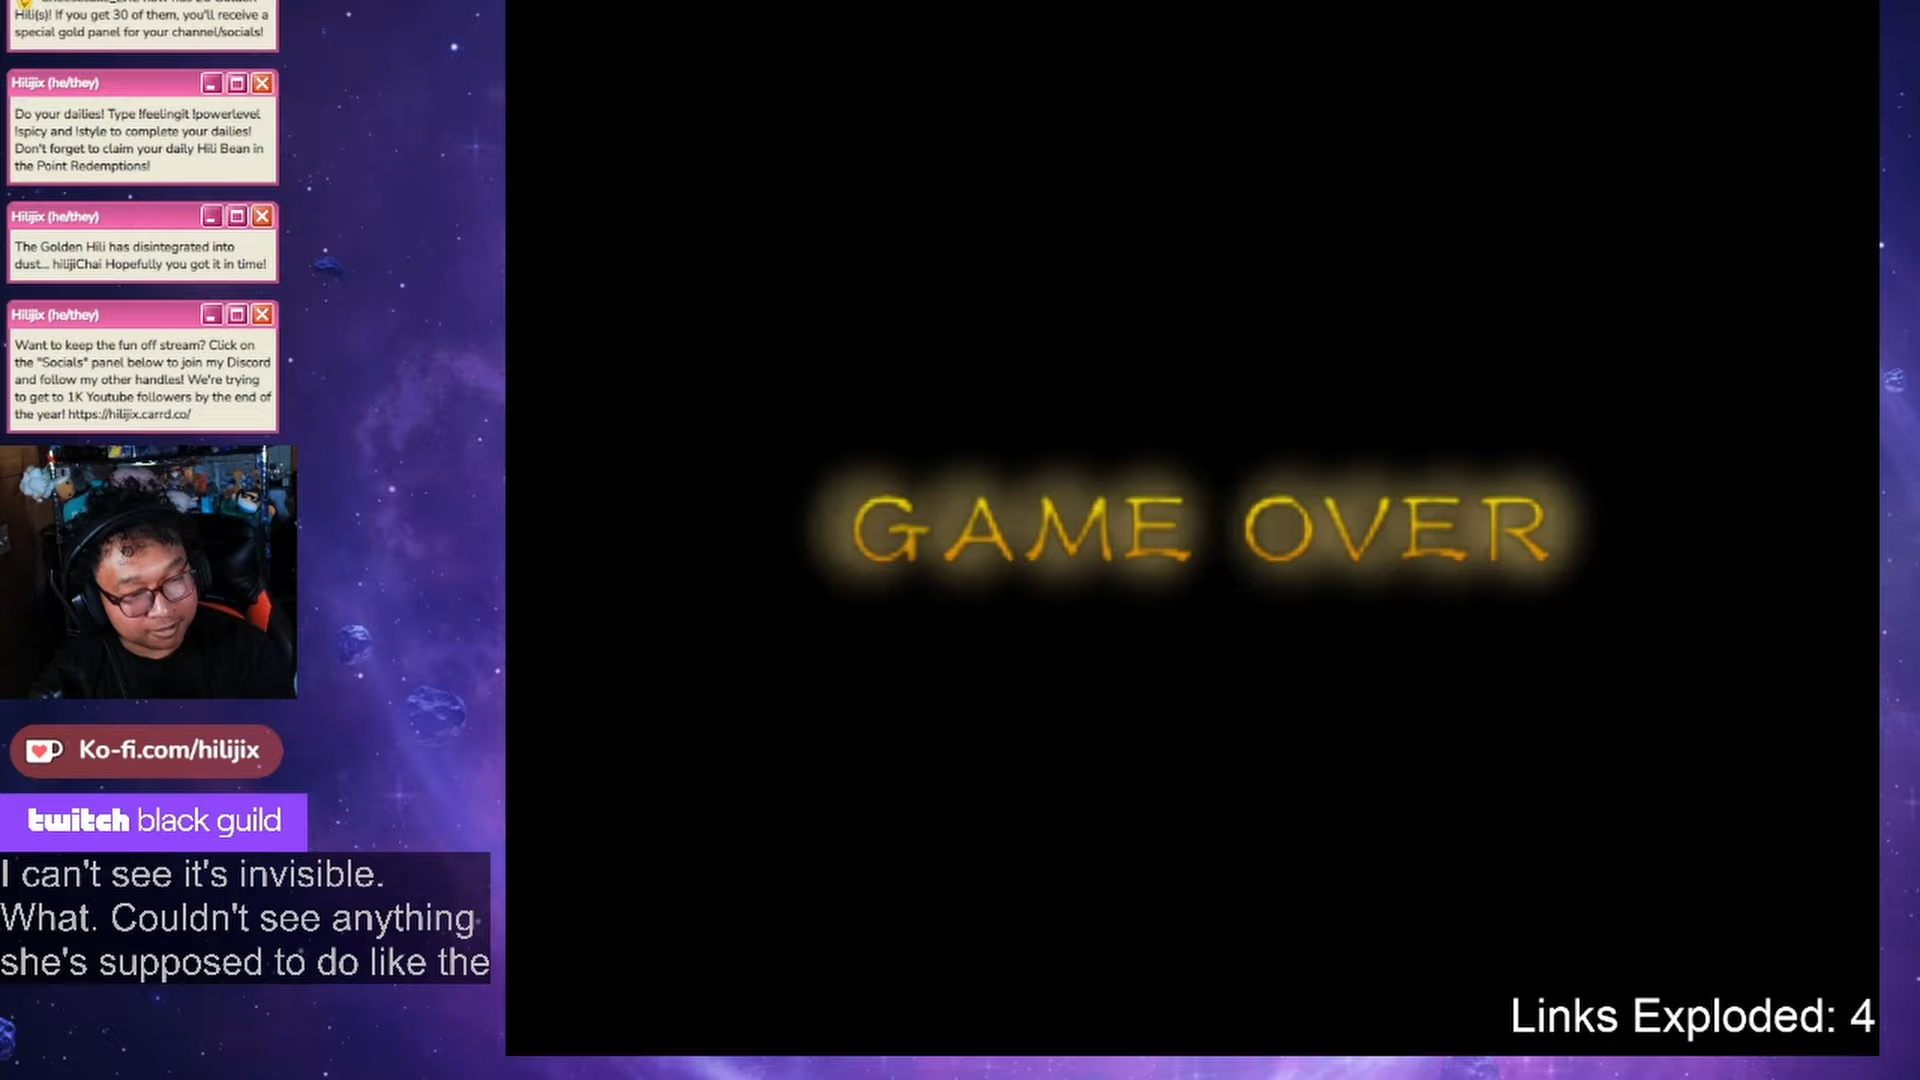 Hili(s)! If you get 30 of them, you'll receive a
special gold panel for your channel/socials!
Hilijix (he/they)
Do your dailies! Type !feelingit !powerlevel
!spicy and !style to complete your dailies!
Don't forget to claim your daily Hili Bean in
the Point Redemptions!
Hilijix (he/they)
The Golden Hili has disintegrated into
dust... hilijiChai Hopefully you got it in time!
Hilijix (he/they)
Want to keep the fun off stream? Click on
the "Socials" panel below to join my Discord
and follow my other handles! We're trying
to get to 1K Youtube followers by the end of
the year! https://hilijix.carrd.co/
Ko-fi.com/hilijix
twitch black guild
I can't see it's invisible.
What. Couldn't see anything
she's supposed to do like the
GAME OVER
Links Exploded: 4